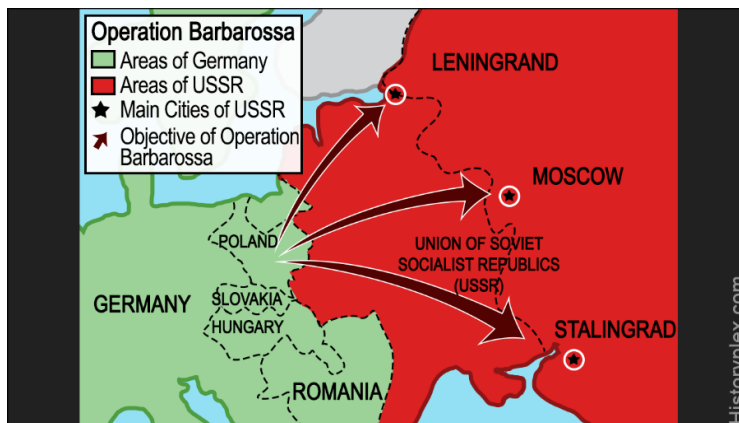 Operation Barbarossa
Areas of Germany
Areas of USSR
Main Cities of USSR
Objective of Operation
Barbarossa
LENINGRAND
MOSCOW
POLAND
UNION OF SOVIET
SOCIALIST REPUBLICS
(USSR)
GERMANY
SLOVAKIA
HUNGARY
STALINGRAD
ROMANIA
Historyplex.com